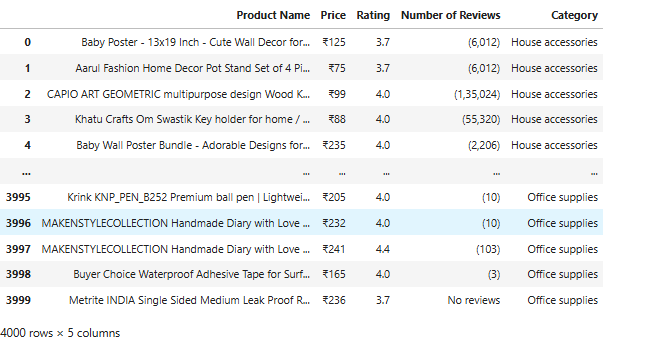 Product Name Price Rating Number of Reviews Category
0 Baby Poster - 13x19 Inch - Cute Wall Decor for... ₹125 3.7 (6,012) House accessories
1 Aarul Fashion Home Decor Pot Stand Set of 4 Pi... ₹75 3.7 (6,012) House accessories
2 CAPIO ART GEOMETRIC multipurpose design Wood K... ₹99 4.0 (1,35,024) House accessories
3 Khatu Crafts Om Swastik Key holder for home / ... ₹88 4.0 (55,320) House accessories
4 Baby Wall Poster Bundle - Adorable Designs for... ₹235 4.0 (2,206) House accessories
... ... ... ... ... ...
3995 Krink KNP_PEN_B252 Premium ball pen | Lightwei... ₹205 4.0 (10) Office supplies
3996 MAKENSTYLECOLLECTION Handmade Diary with Love ... ₹232 4.0 (10) Office supplies
3997 MAKENSTYLECOLLECTION Handmade Diary with Love ... ₹241 4.4 (103) Office supplies
3998 Buyer Choice Waterproof Adhesive Tape for Surf... ₹165 4.0 (3) Office supplies
3999 Metrite INDIA Single Sided Medium Leak Proof R... ₹236 3.7 No reviews Office supplies
4000 rows × 5 columns